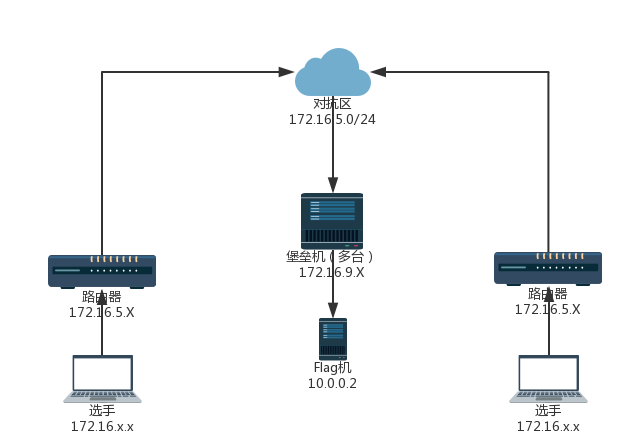 对抗区
172.16.5.0/24
堡垒机（多台）
172.16.9.X
路由器
172.16.5.X
路由器
172.16.5.X
Flag机
10.0.0.2
选手
172.16.x.x
选手
172.16.x.x